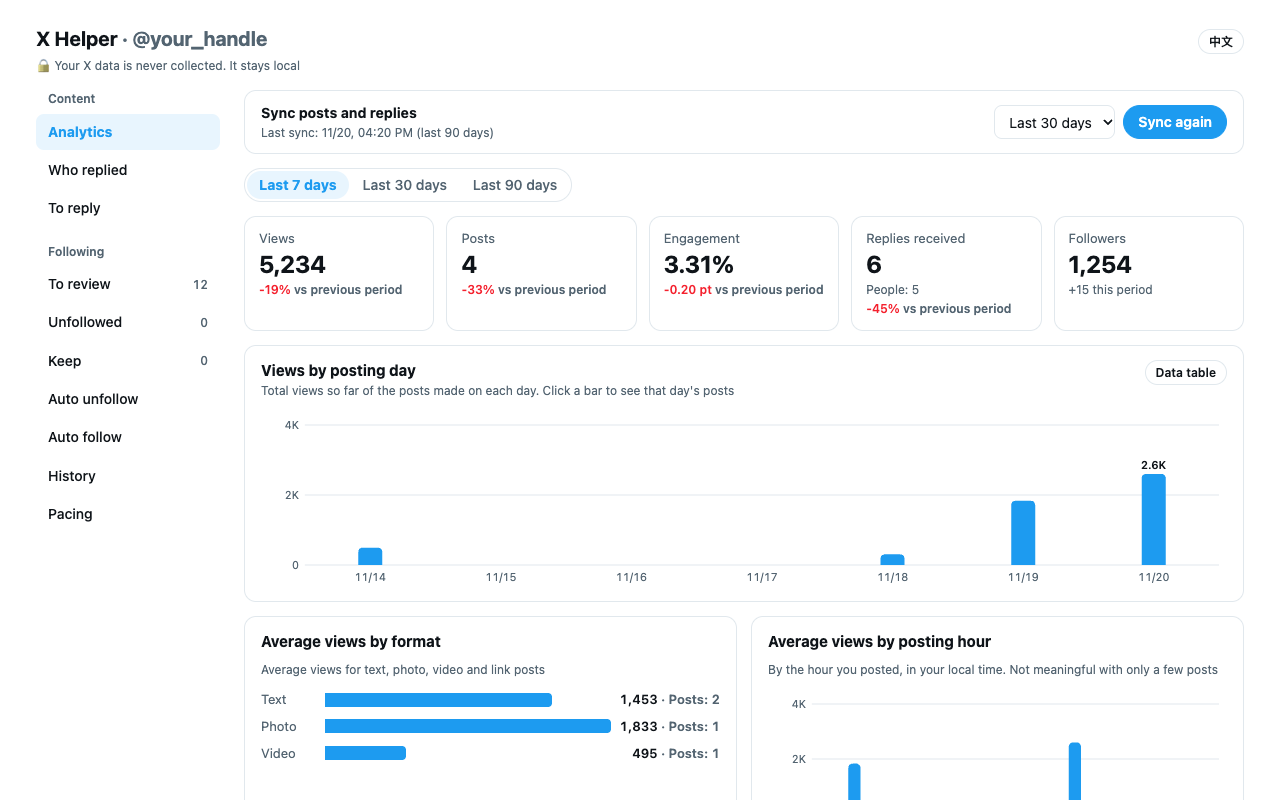 X Helper · @your_handle
中文
🔒 Your X data is never collected. It stays local
Content
Analytics
Who replied
To reply
Following
To review 12
Unfollowed 0
Keep 0
Auto unfollow
Auto follow
History
Pacing
Sync posts and replies
Last sync: 11/20, 04:20 PM (last 90 days)
Last 30 days
Sync again
Last 7 days Last 30 days Last 90 days
Views
5,234
-19% vs previous period
Posts
4
-33% vs previous period
Engagement
3.31%
-0.20 pt vs previous period
Replies received
6
People: 5
-45% vs previous period
Followers
1,254
+15 this period
Views by posting day
Total views so far of the posts made on each day. Click a bar to see that day's posts
Data table
4K
2.6K
2K
0
11/14 11/15 11/16 11/17 11/18 11/19 11/20
Average views by format
Average views for text, photo, video and link posts
Text 1,453 · Posts: 2
Photo 1,833 · Posts: 1
Video 495 · Posts: 1
Average views by posting hour
By the hour you posted, in your local time. Not meaningful with only a few posts
4K
2K